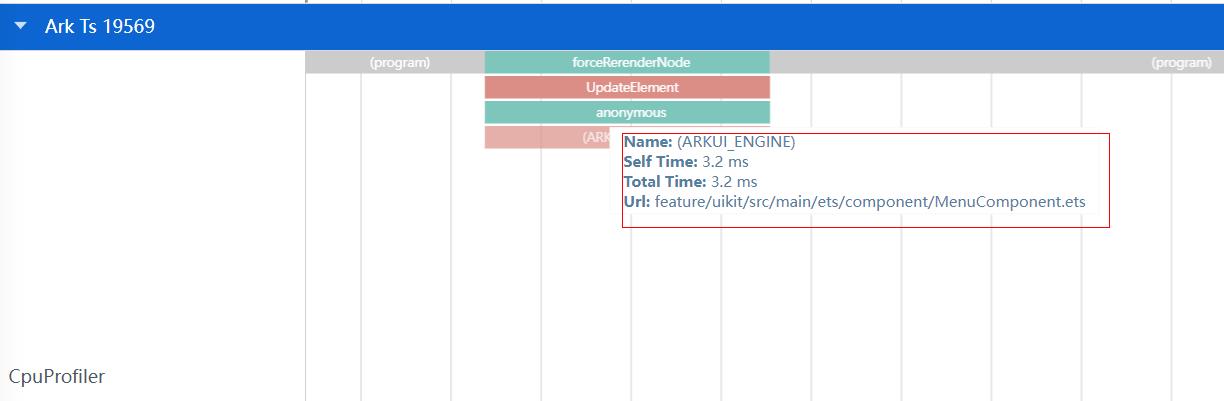 Ark Ts 19569
(program) forceRerenderNode (program)
UpdateElement
anonymous
(ARK
Name: (ARKUI_ENGINE)
Self Time: 3.2 ms
Total Time: 3.2 ms
Url: feature/uikit/src/main/ets/component/MenuComponent.ets
CpuProfiler